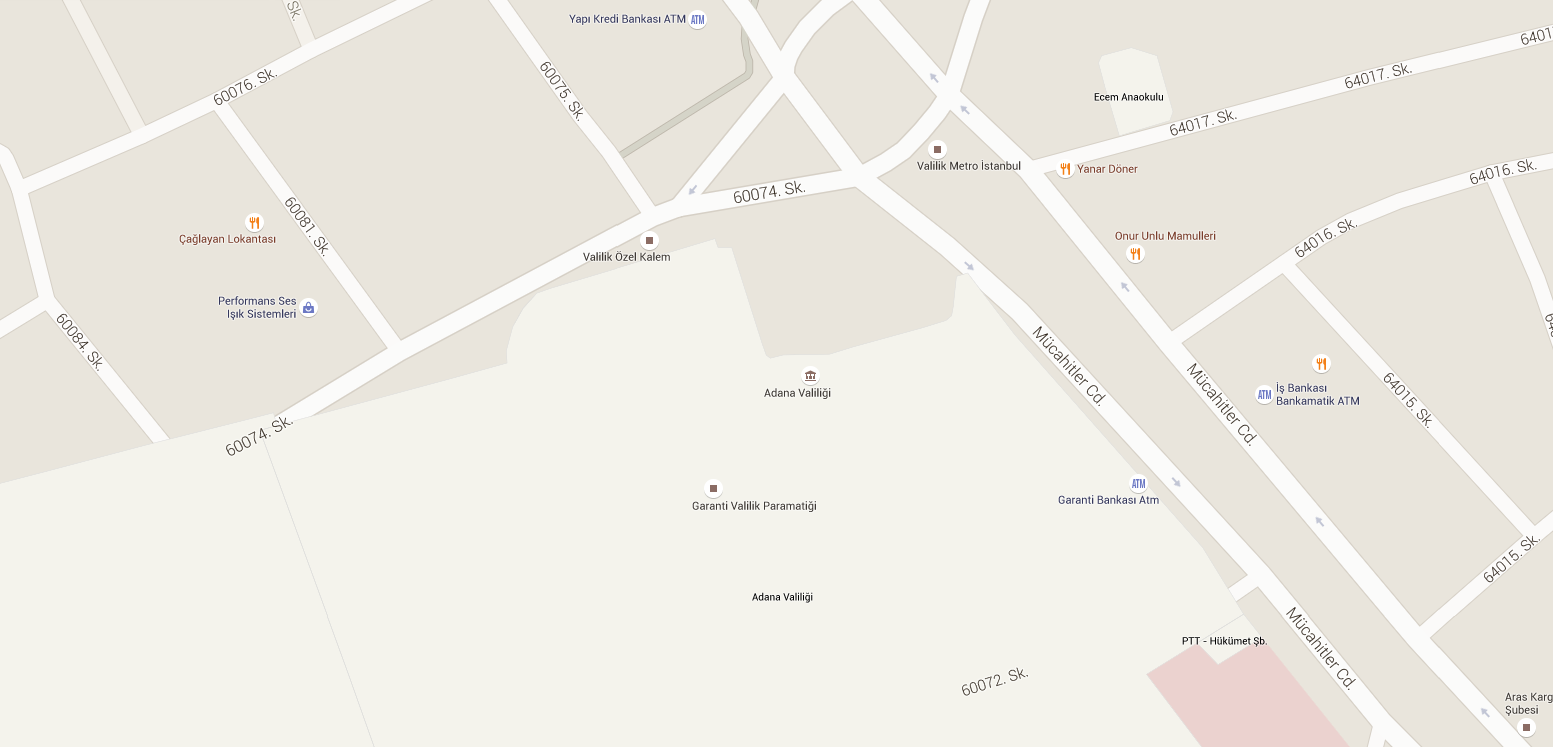 Sk.
Yapı Kredi Bankası ATM
ATM
60076. Sk.
60075. Sk.
64017. Sk.
64017. Sk.
Ecem Anaokulu
Valilik Metro İstanbul
Yanar Döner
60074. Sk.
64016. Sk.
64016. Sk.
60081. Sk.
Çağlayan Lokantası
Valilik Özel Kalem
Onur Unlu Mamulleri
Performans Ses
Işık Sistemleri
60084. Sk.
Mücahitler Cd.
Mücahitler Cd.
Adana Valiliği
ATM
İş Bankası
Bankamatik ATM
64015. Sk.
60074. Sk.
Garanti Valilik Paramatiği
ATM
Garanti Bankası Atm
64015. Sk.
Adana Valiliği
PTT - Hükümet Şb.
Mücahitler Cd.
60072. Sk.
Aras Karg
Şubesi